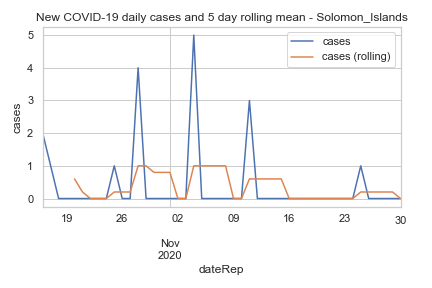 New COVID-19 daily cases and 5 day rolling mean - Solomon_Islands
cases
cases (rolling)
cases
5
4
3
2
1
0
19
26
02
09
16
23
30
Nov
2020
dateRep